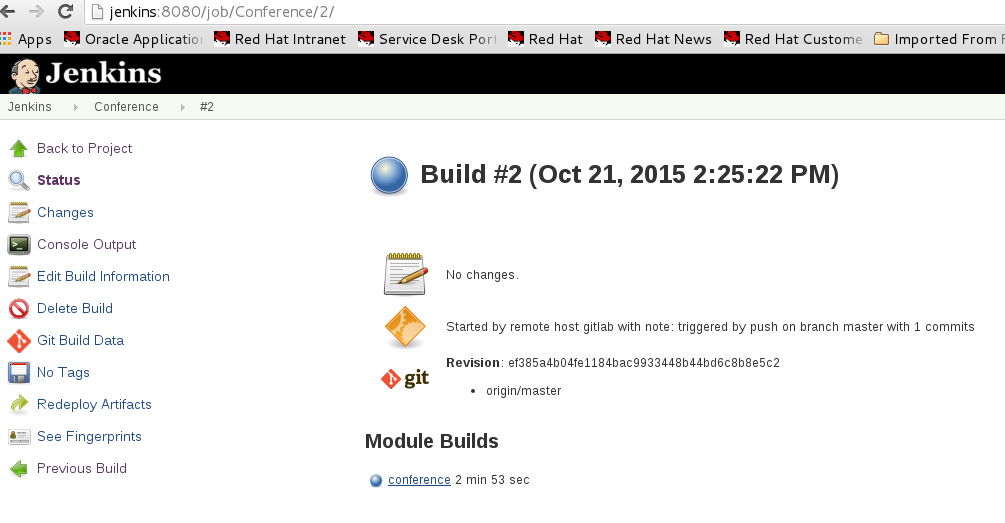 jenkins:8080/job/Conference/2/
Apps Oracle Application Red Hat Intranet Service Desk Port Red Hat Red Hat News Red Hat Custome Imported From F
Jenkins
Jenkins Conference #2
Back to Project
Status
Changes
Console Output
Edit Build Information
Delete Build
Git Build Data
No Tags
Redeploy Artifacts
See Fingerprints
Previous Build
Build #2 (Oct 21, 2015 2:25:22 PM)
No changes.
Started by remote host gitlab with note: triggered by push on branch master with 1 commits
git
Revision: ef385a4b04fe1184bac9933448b44bd6c8b8e5c2
• origin/master
Module Builds
conference 2 min 53 sec